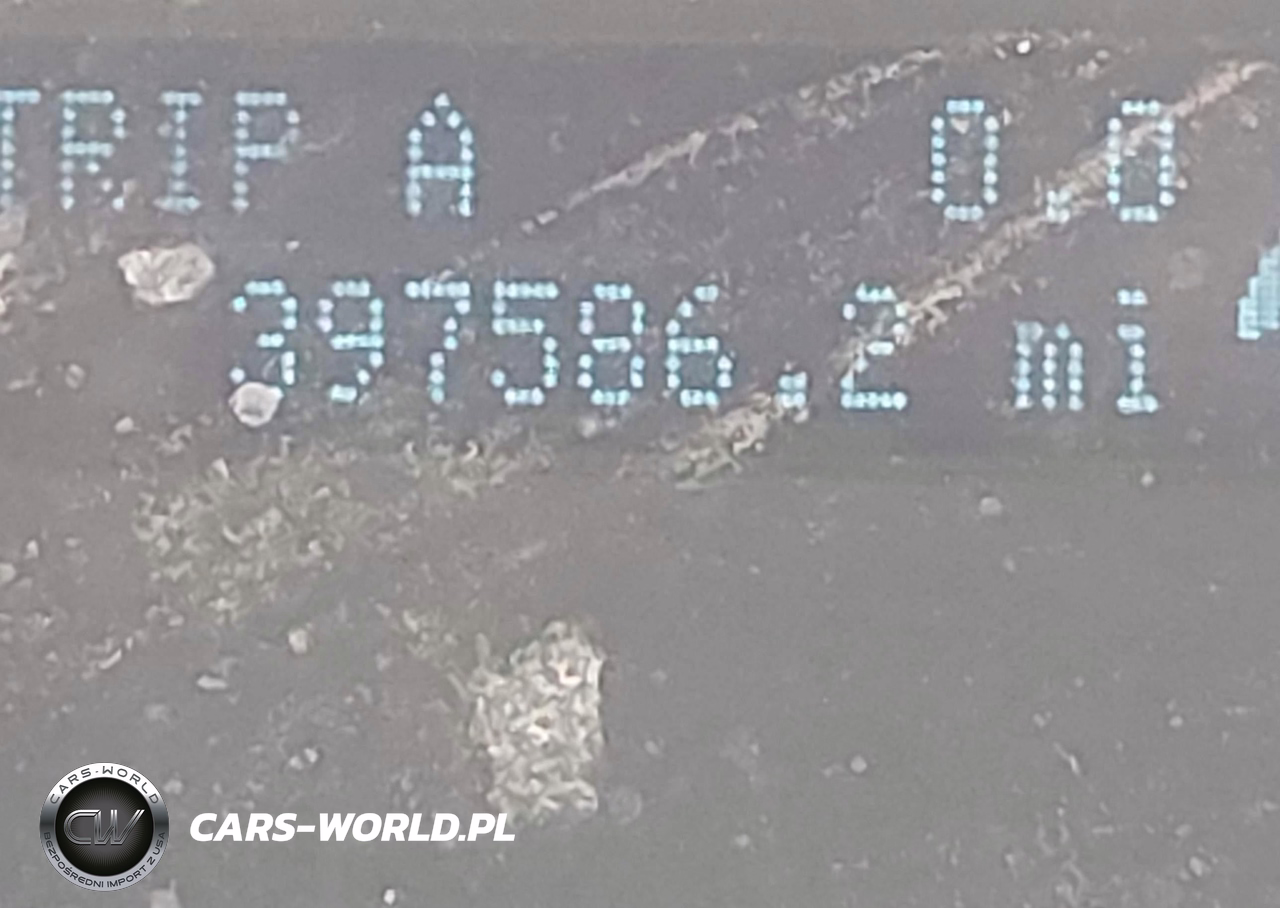 TRIP A 0.0
397586.2 mi
CARS-WORLD
CW
BEZPOŚREDNI IMPORT Z USA
CARS-WORLD.PL